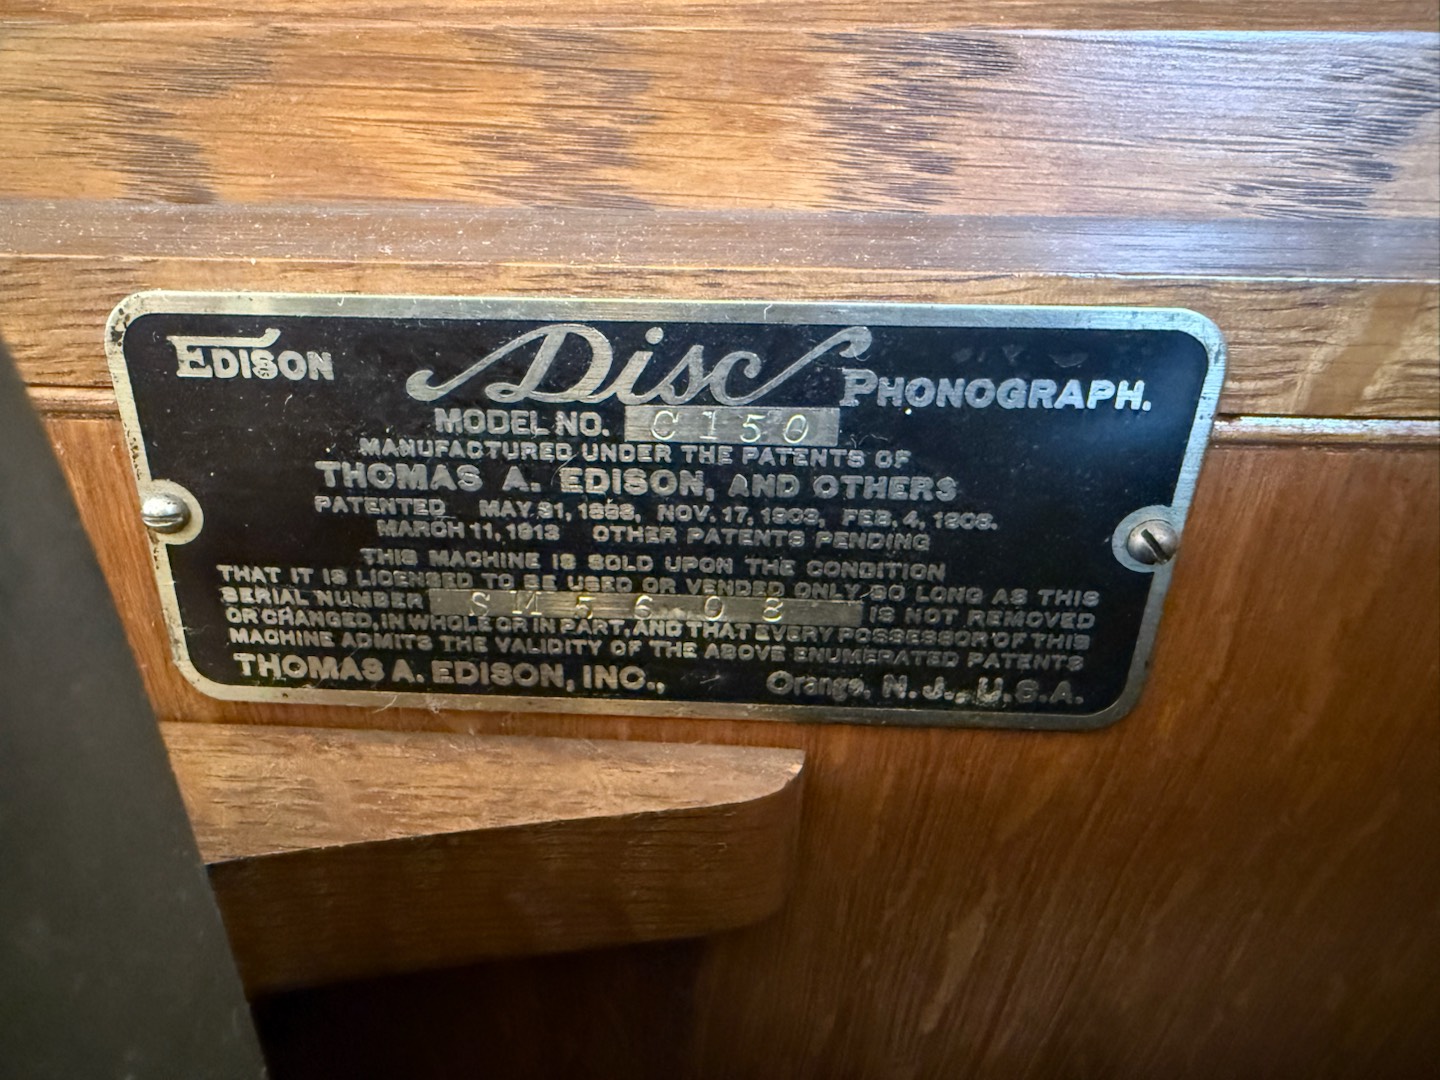 EDISON Disc PHONOGRAPH.
MODEL NO. C150
MANUFACTURED UNDER THE PATENTS OF
THOMAS A. EDISON, AND OTHERS
PATENTED MAY 31, 1898, NOV. 17, 1903, FEB. 4, 1908.
MARCH 11, 1913 OTHER PATENTS PENDING
THIS MACHINE IS SOLD UPON THE CONDITION
THAT IT IS LICENSED TO BE USED OR VENDED ONLY SO LONG AS THIS
SERIAL NUMBER SM 5608 IS NOT REMOVED
OR CHANGED, IN WHOLE OR IN PART, AND THAT EVERY POSSESSOR OF THIS
MACHINE ADMITS THE VALIDITY OF THE ABOVE ENUMERATED PATENTS
THOMAS A. EDISON, INC., Orange, N. J., U.S.A.